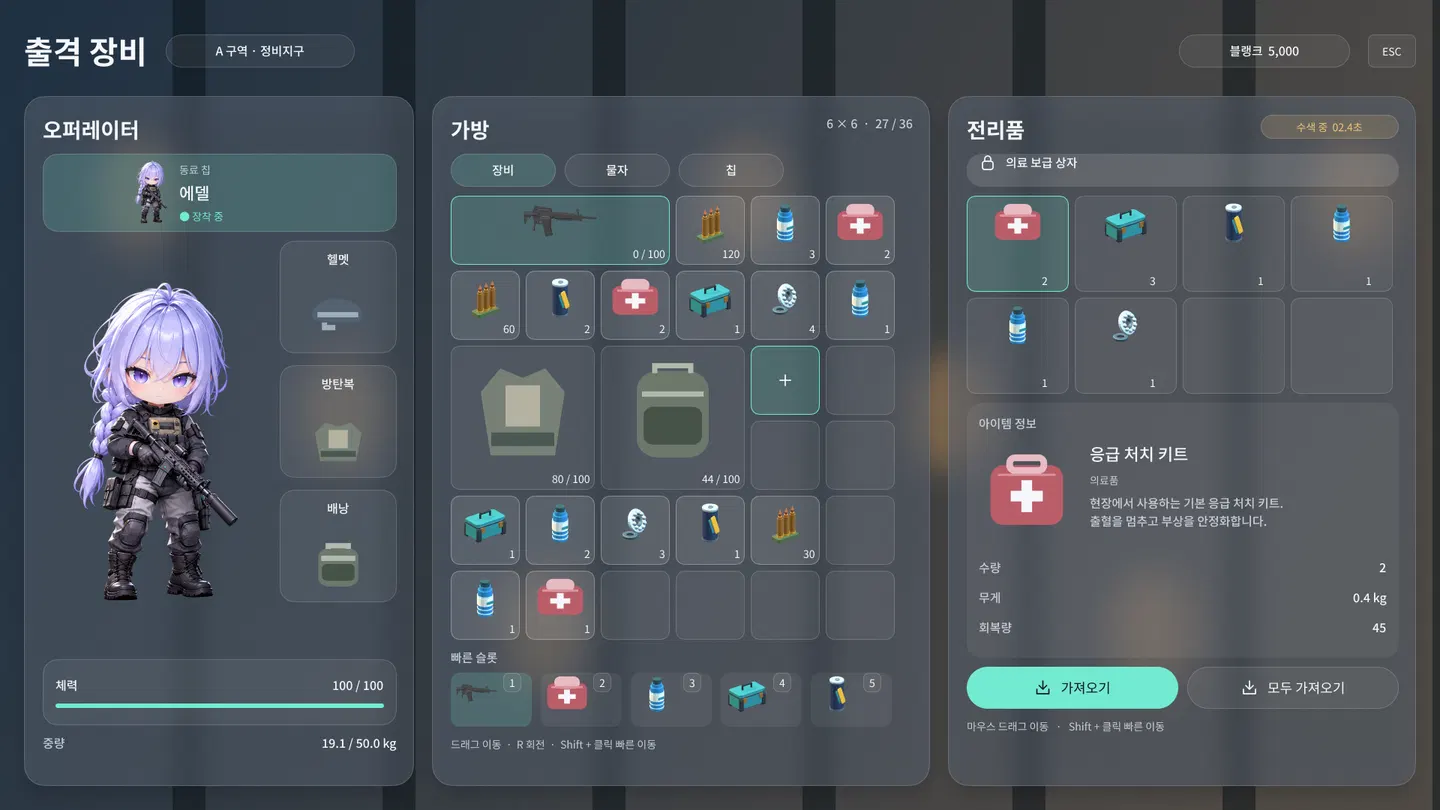 출격 장비
A 구역 · 정비지구
블랭크 5,000
ESC
오퍼레이터
동료 칩
에델
장착 중
헬멧
방탄복
배낭
체력
100 / 100
중량
19.1 / 50.0 kg
가방
6 × 6 · 27 / 36
장비
물자
칩
0 / 100
120
3
2
60
2
2
1
4
1
+
80 / 100
44 / 100
1
2
3
1
30
1
1
빠른 슬롯
1
2
3
4
5
드래그 이동 · R 회전 · Shift + 클릭 빠른 이동
전리품
수색 중 02.4초
의료 보급 상자
2
3
1
1
1
1
아이템 정보
응급 처치 키트
의료품
현장에서 사용하는 기본 응급 처치 키트.
출혈을 멈추고 부상을 안정화합니다.
수량
2
무게
0.4 kg
회복량
45
가져오기
모두 가져오기
마우스 드래그 이동 · Shift + 클릭 빠른 이동